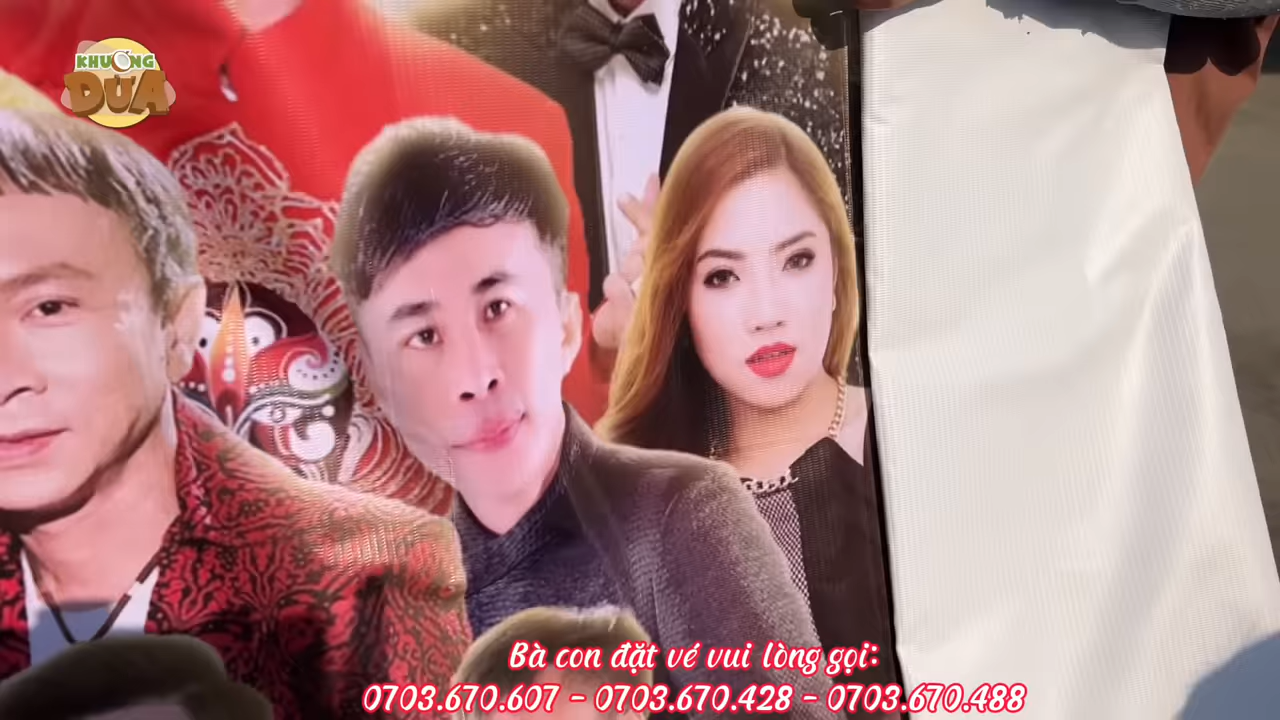 KHƯƠNG
DỪA
Bà con đặt vé vui lòng gọi:
0703.670.607 - 0703.670.428 - 0703.670.488